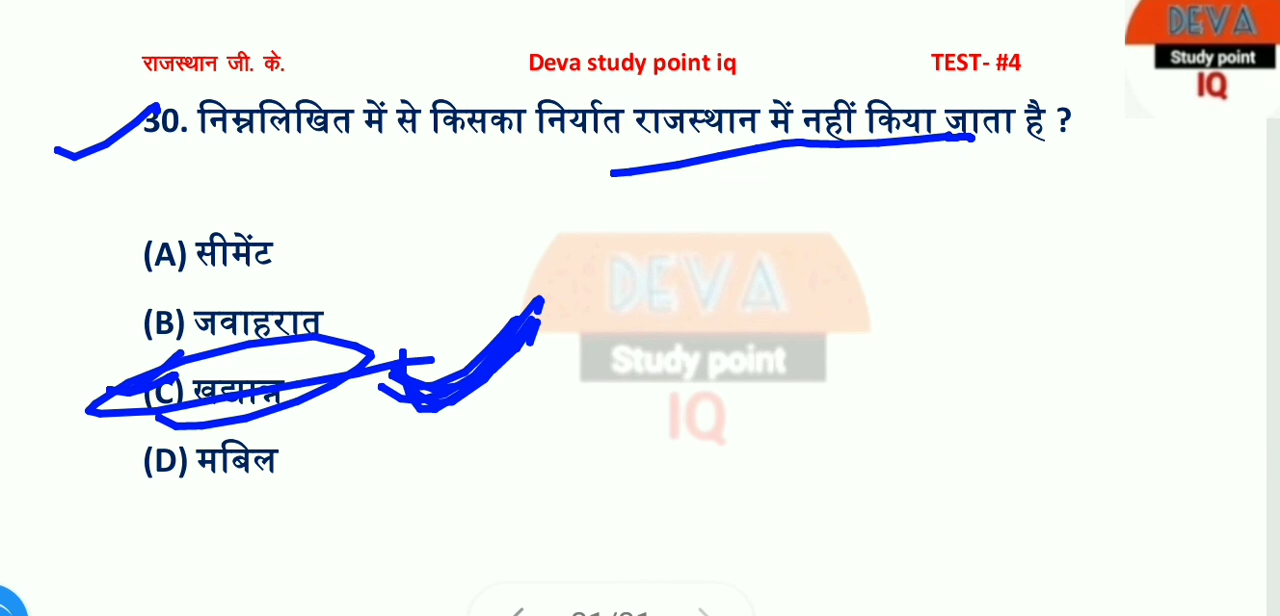 DEVA
Study point
IQ
राजस्थान जी. के. Deva study point iq TEST- #4
30. निम्नलिखित में से किसका निर्यात राजस्थान में नहीं किया जाता है ?
(A) सीमेंट
(B) जवाहरात
(C) खद्यान्न
(D) मबिल
DEVA
Study point
IQ